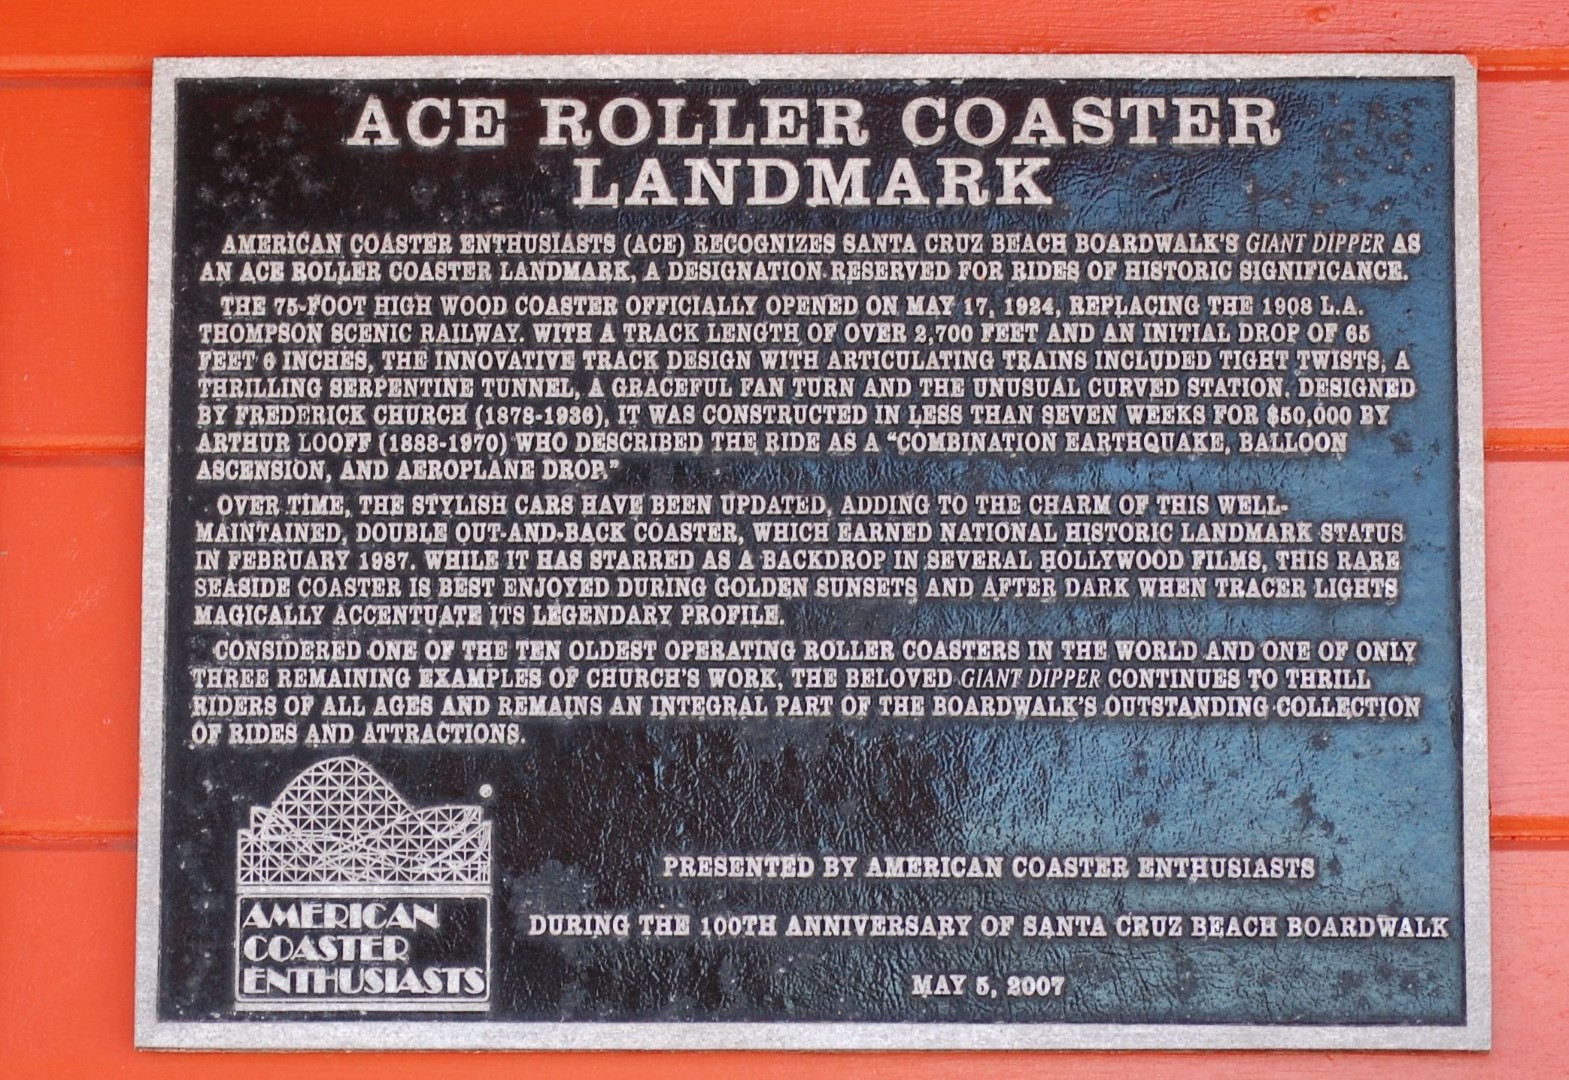 ACE ROLLER COASTER
LANDMARK
AMERICAN COASTER ENTHUSIASTS (ACE) RECOGNIZES SANTA CRUZ BEACH BOARDWALK'S GIANT DIPPER AS
AN ACE ROLLER COASTER LANDMARK, A DESIGNATION RESERVED FOR RIDES OF HISTORIC SIGNIFICANCE.
THE 75-FOOT HIGH WOOD COASTER OFFICIALLY OPENED ON MAY 17, 1924, REPLACING THE 1908 L.A.
THOMPSON SCENIC RAILWAY. WITH A TRACK LENGTH OF OVER 2,700 FEET AND AN INITIAL DROP OF 65
FEET 6 INCHES, THE INNOVATIVE TRACK DESIGN WITH ARTICULATING TRAINS INCLUDED TIGHT TWISTS, A
THRILLING SERPENTINE TUNNEL, A GRACEFUL FAN TURN AND THE UNUSUAL CURVED STATION. DESIGNED
BY FREDERICK CHURCH (1878-1936), IT WAS CONSTRUCTED IN LESS THAN SEVEN WEEKS FOR $50,000 BY
ARTHUR LOOFF (1888-1970) WHO DESCRIBED THE RIDE AS A "COMBINATION EARTHQUAKE, BALLOON
ASCENSION, AND AEROPLANE DROP."
OVER TIME, THE STYLISH CARS HAVE BEEN UPDATED, ADDING TO THE CHARM OF THIS WELL-
MAINTAINED, DOUBLE OUT-AND-BACK COASTER, WHICH EARNED NATIONAL HISTORIC LANDMARK STATUS
IN FEBRUARY 1987. WHILE IT HAS STARRED AS A BACKDROP IN SEVERAL HOLLYWOOD FILMS, THIS RARE
SEASIDE COASTER IS BEST ENJOYED DURING GOLDEN SUNSETS AND AFTER DARK WHEN TRACER LIGHTS
MAGICALLY ACCENTUATE ITS LEGENDARY PROFILE.
CONSIDERED ONE OF THE TEN OLDEST OPERATING ROLLER COASTERS IN THE WORLD AND ONE OF ONLY
THREE REMAINING EXAMPLES OF CHURCH'S WORK, THE BELOVED GIANT DIPPER CONTINUES TO THRILL
RIDERS OF ALL AGES AND REMAINS AN INTEGRAL PART OF THE BOARDWALK'S OUTSTANDING COLLECTION
OF RIDES AND ATTRACTIONS.
AMERICAN
COASTER
ENTHUSIASTS
PRESENTED BY AMERICAN COASTER ENTHUSIASTS
DURING THE 100TH ANNIVERSARY OF SANTA CRUZ BEACH BOARDWALK
MAY 5, 2007